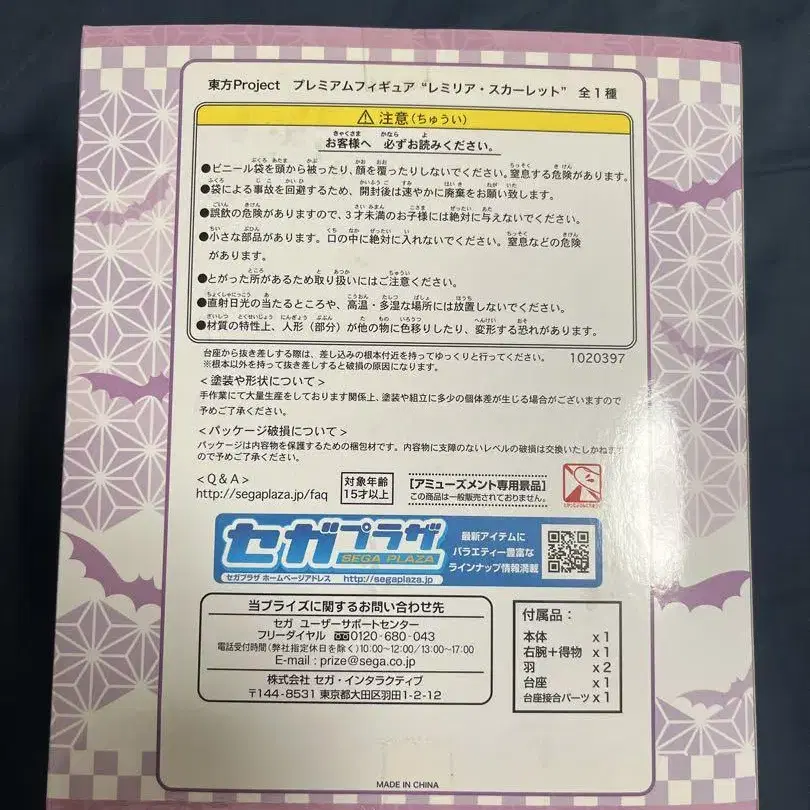 東方Project プレミアムフィギュア “レミリア・スカーレット” 全1種
⚠注意(ちゅうい)
お客様へ 必ずお読みください。
●ビニール袋を頭から被ったり、顔を覆ったりしないでください。窒息する危険があります。
●袋による事故を回避するため、開封後は速やかに廃棄をお願い致します。
●誤飲の危険がありますので、3才未満のお子様には絶対に与えないでください。
●小さな部品があります。口の中に絶対に入れないでください。窒息などの危険
があります。
●とがった所があるため取り扱いにはご注意ください。
●直射日光の当たるところや、高温・多湿な場所には放置しないでください。
●材質の特性上、人形(部分)が他の物に色移りしたり、変形する恐れがあります。
台座から抜き差しする際は、差し込みの根本付近を持ってゆっくりと行ってください。 1020397
※根本以外を持って抜き差しすると破損の原因になります。
<塗装や形状について>
手作業にて大量生産をしております関係上、塗装や組立に多少の個体差が生じる場合がございますので
予めご了承ください。
<パッケージ破損について>
パッケージは内容物を保護するための梱包材です。内容物に支障のないレベルの破損は交換いたしかねます
ので予めご了承ください。
<Q&A>
http://segaplaza.jp/faq
対象年齢
15才以上
【アミューズメント専用景品】
この商品は一般販売されておりません。
セガプラザ
SEGA PLAZA
セガプラザ ホームページアドレス http://segaplaza.jp
最新アイテムに
バラエティー豊富な
ラインナップ情報満載
当プライズに関するお問い合わせ先
セガ ユーザーサポートセンター
フリーダイヤル 0120-680-043
電話受付時間(弊社指定休日を除く)10:00~12:00/13:00~17:00
E-mail : prize@sega.co.jp
株式会社 セガ・インタラクティブ
〒144-8531 東京都大田区羽田1-2-12
付属品:
本体 x1
右腕+得物 x1
羽 x2
台座 x1
台座接合パーツ x1
MADE IN CHINA